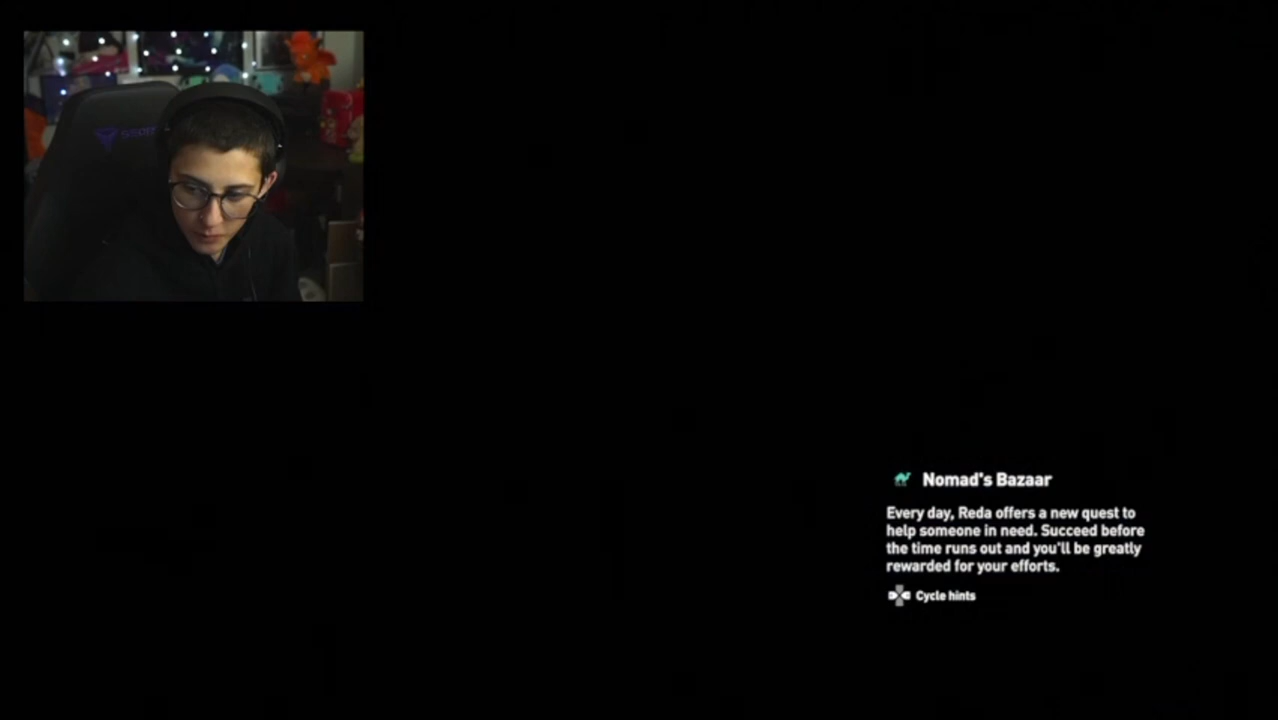 Nomad's Bazaar
Every day, Reda offers a new quest to
help someone in need. Succeed before
the time runs out and you'll be greatly
rewarded for your efforts.
Cycle hints